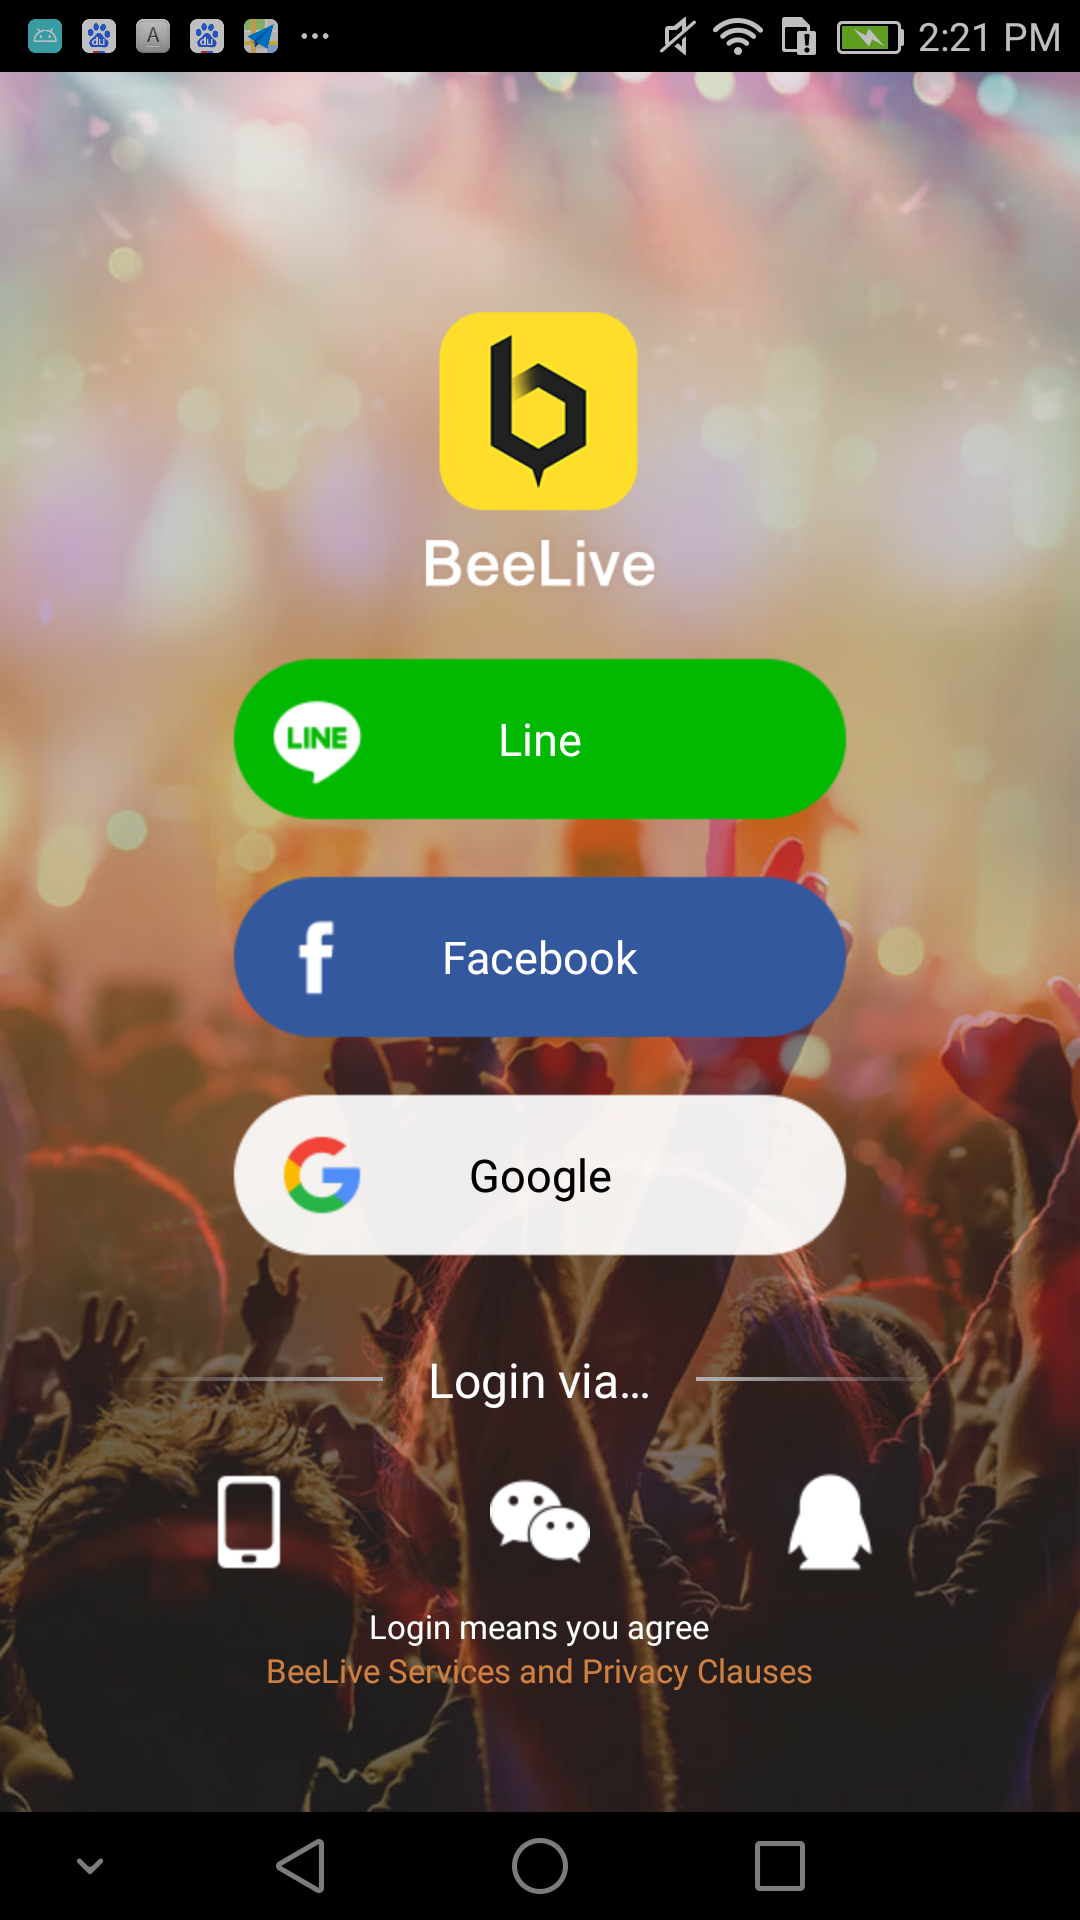 2:21 PM
BeeLive
LINE
Line
Facebook
Google
Login via...
Login means you agree
BeeLive Services and Privacy Clauses